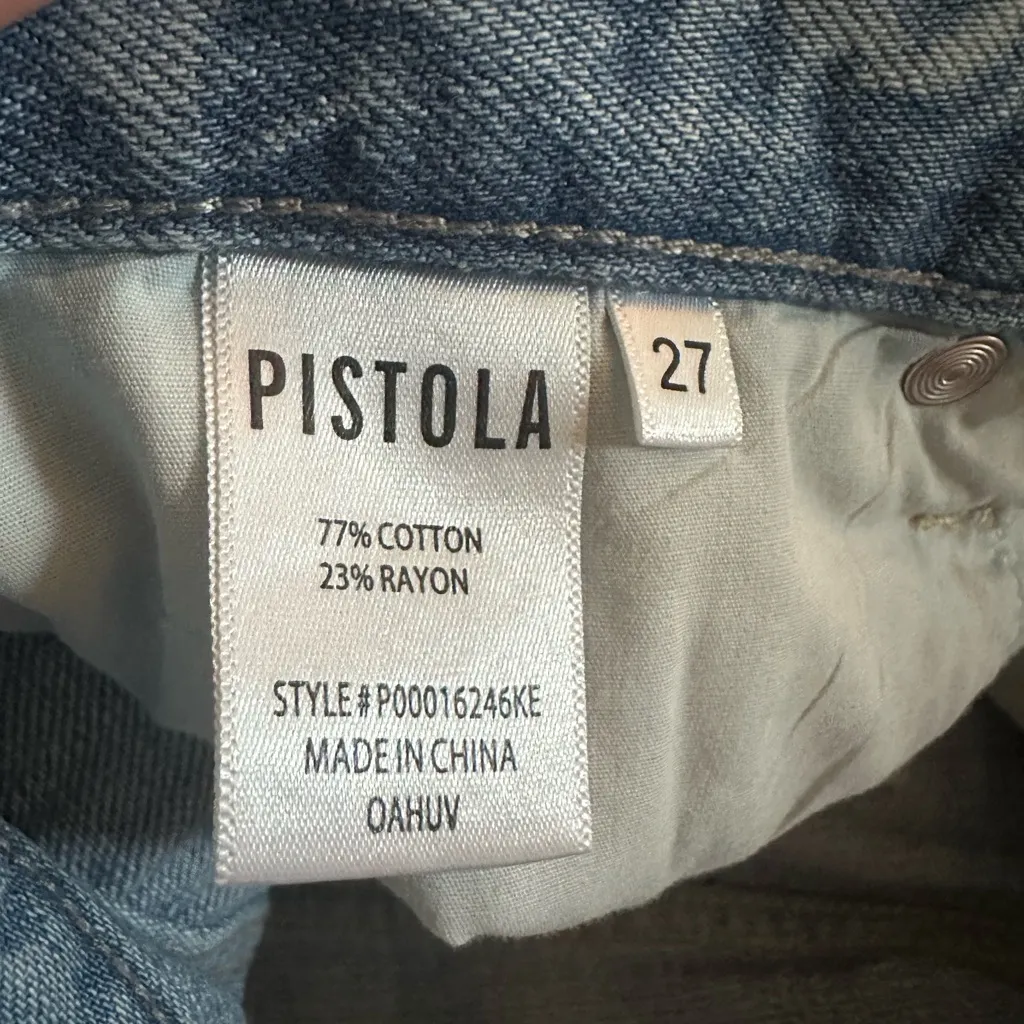 PISTOLA
27
77% COTTON
23% RAYON
STYLE # P00016246KE
MADE IN CHINA
OAHUV